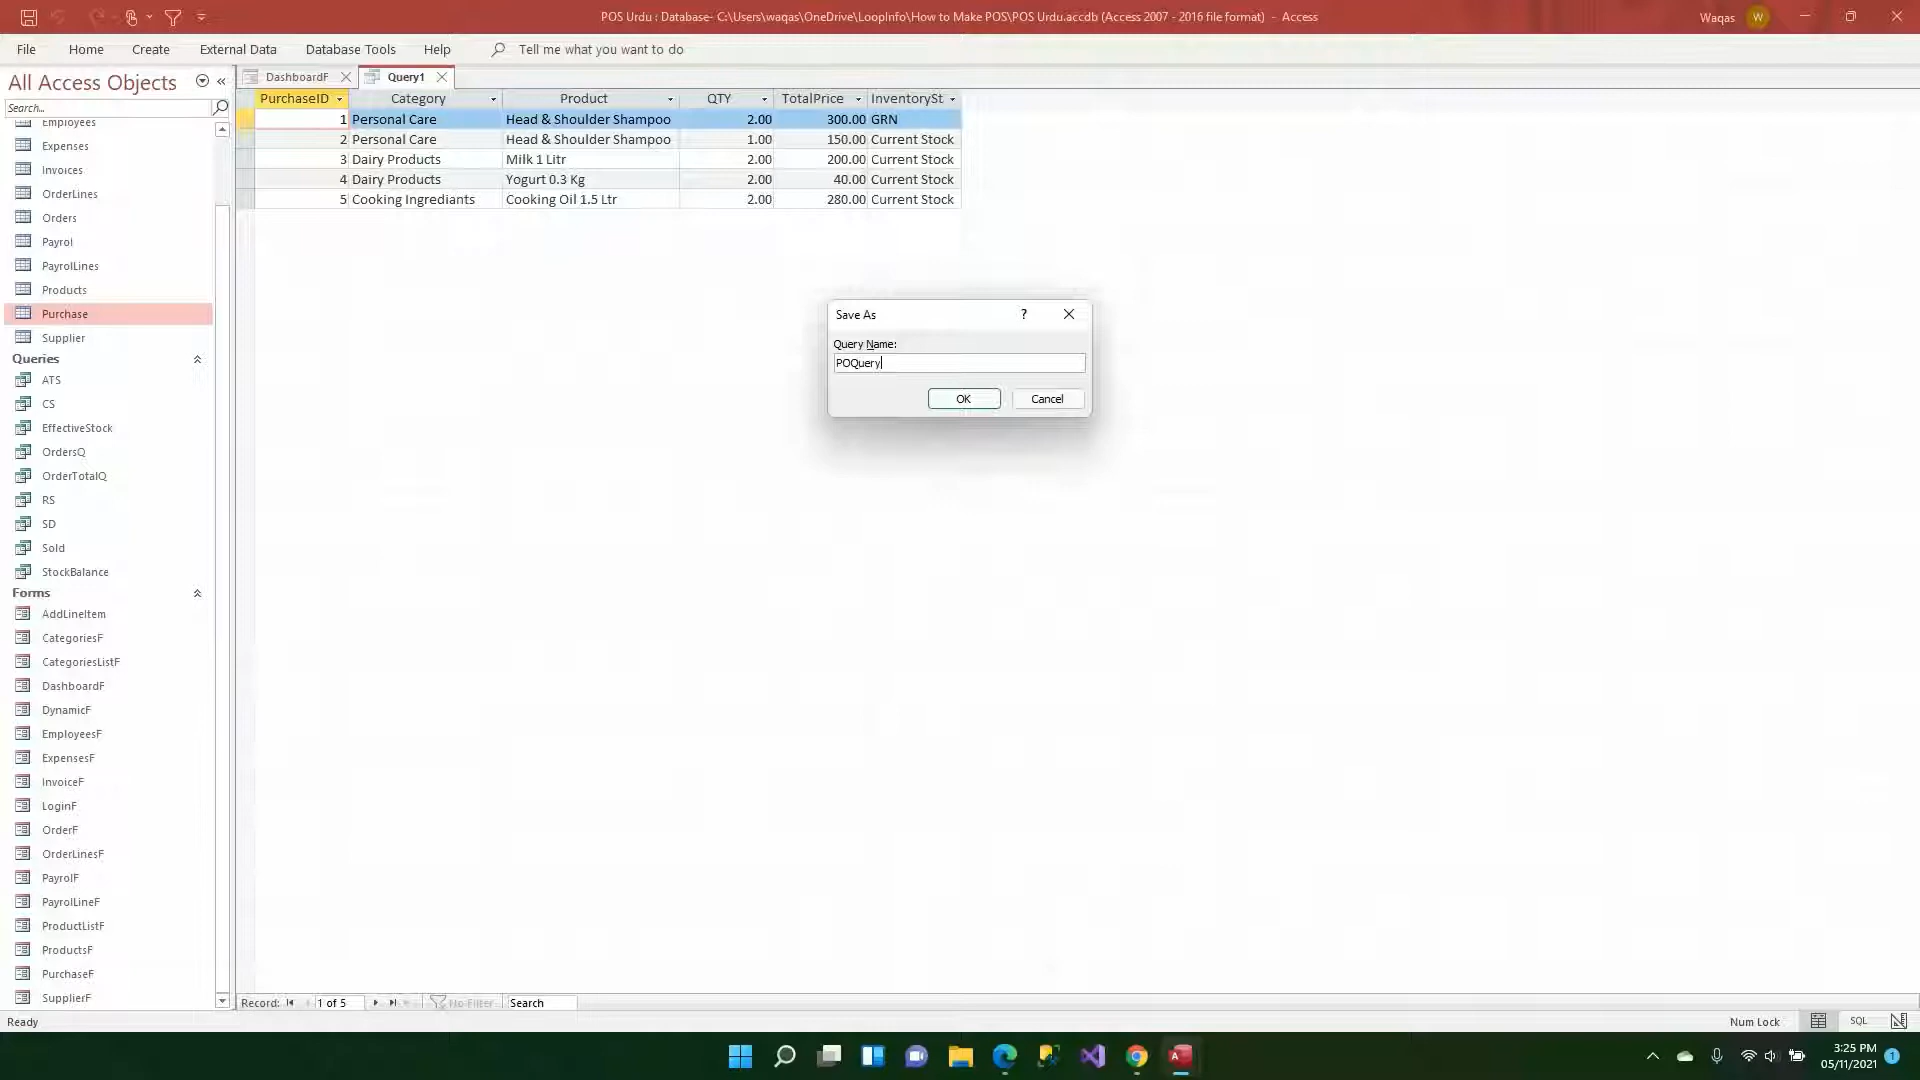 POS Urdu : Database- C:\Users\waqas\OneDrive\LoopInfo\How to Make POS\POS Urdu.accdb (Access 2007 - 2016 file format) - Access
Waqas W
File Home Create External Data Database Tools Help Tell me what you want to do
All Access Objects
Search...
Employees
Expenses
Invoices
OrderLines
Orders
Payrol
PayrolLines
Products
Purchase
Supplier
Queries
ATS
CS
EffectiveStock
OrdersQ
OrderTotalQ
RS
SD
Sold
StockBalance
Forms
AddLineItem
CategoriesF
CategoriesListF
DashboardF
DynamicF
EmployeesF
ExpensesF
InvoiceF
LoginF
OrderF
OrderLinesF
PayrolF
PayrolLineF
ProductListF
ProductsF
PurchaseF
SupplierF
DashboardF Query1
PurchaseID Category Product QTY TotalPrice InventorySt
1 Personal Care Head & Shoulder Shampoo 2.00 300.00 GRN
2 Personal Care Head & Shoulder Shampoo 1.00 150.00 Current Stock
3 Dairy Products Milk 1 Litr 2.00 200.00 Current Stock
4 Dairy Products Yogurt 0.3 Kg 2.00 40.00 Current Stock
5 Cooking Ingrediants Cooking Oil 1.5 Ltr 2.00 280.00 Current Stock
Save As ?
Query Name:
POQuery
OK Cancel
Record: 1 of 5 No Filter Search
Ready Num Lock SQL
3:25 PM
05/11/2021 1